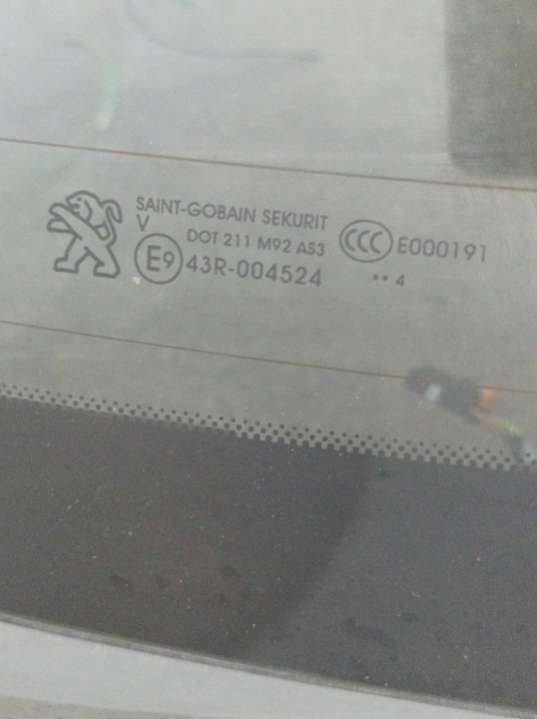 SAINT-GOBAIN SEKURIT
V
DOT 211 M92 AS3
E9 43R-004524
CCC E000191
•• 4